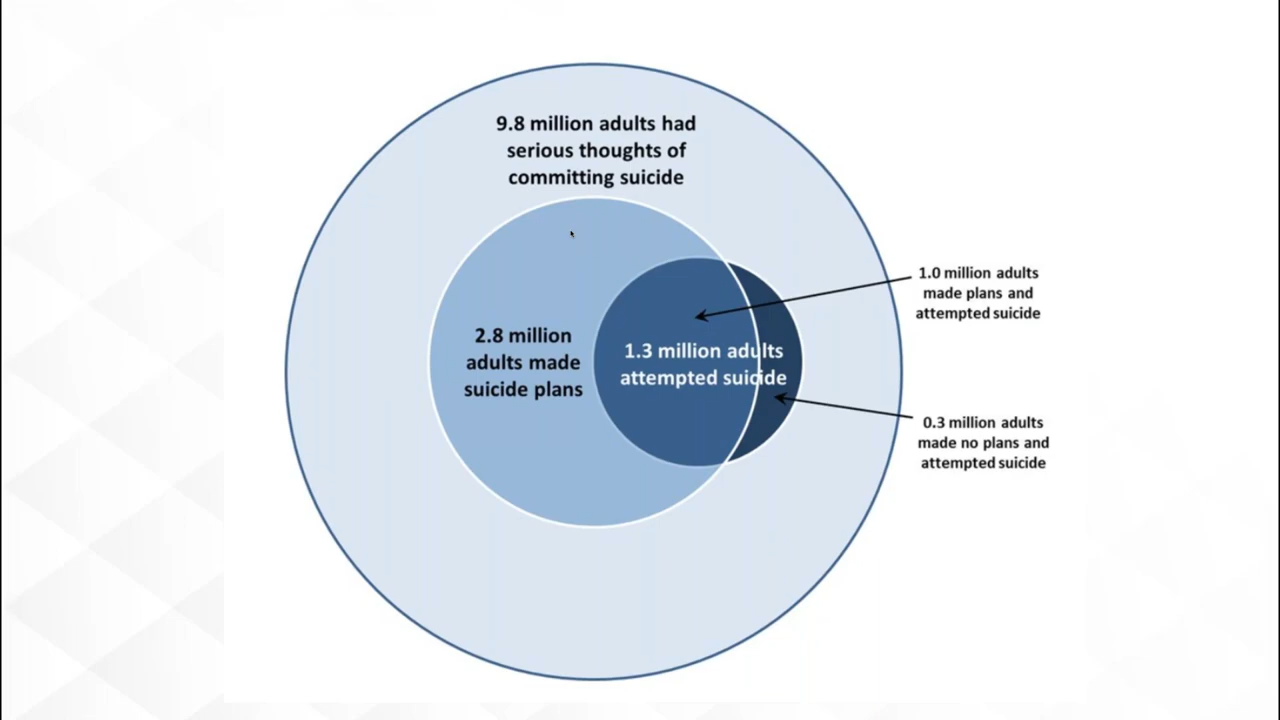 9.8 million adults had
serious thoughts of
committing suicide
2.8 million
adults made
suicide plans
1.3 million adults
attempted suicide
1.0 million adults
made plans and
attempted suicide
0.3 million adults
made no plans and
attempted suicide